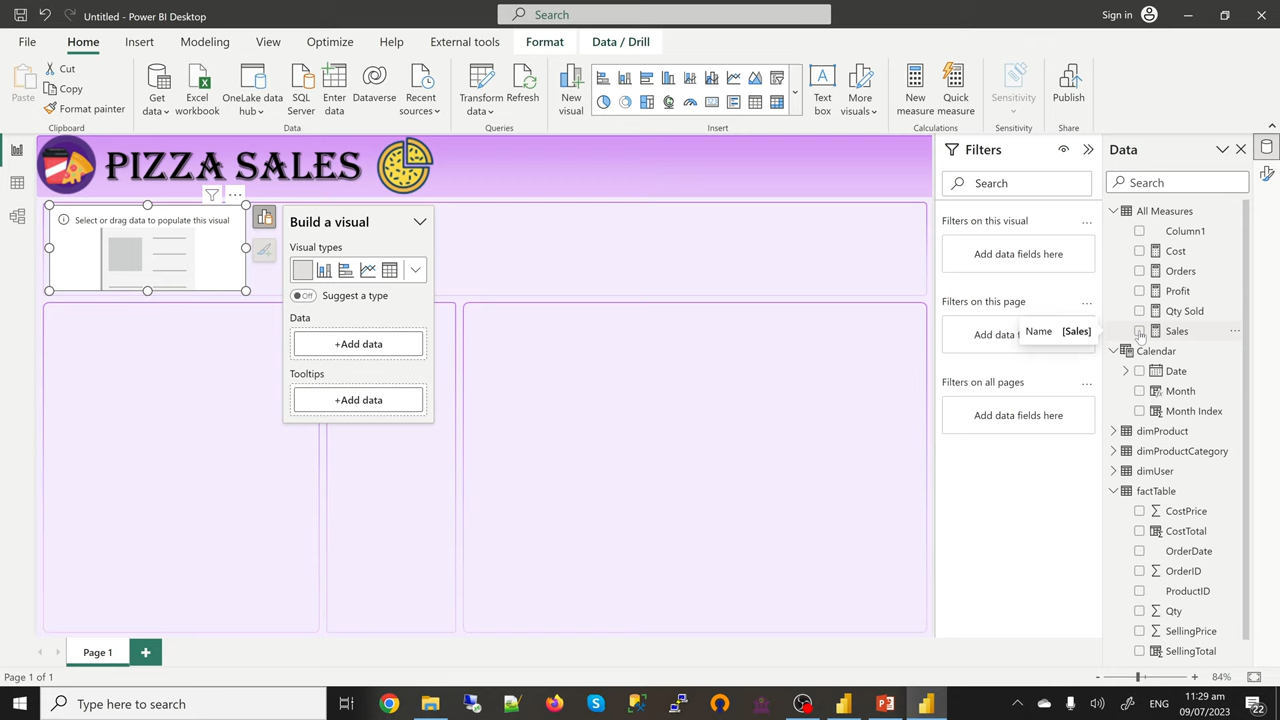 Untitled - Power BI Desktop
Search
Sign in
File
Home
Insert
Modeling
View
Optimize
Help
External tools
Format
Data / Drill
Paste
Cut
Copy
Format painter
Get data
Excel workbook
OneLake data hub
SQL Server
Enter data
Dataverse
Recent sources
Transform data
Refresh
New visual
Text box
More visuals
New measure
Quick measure
Sensitivity
Publish
Clipboard
Data
Queries
Insert
Calculations
Sensitivity
Share
PIZZA SALES
Select or drag data to populate this visual
Build a visual
Visual types
Off
Suggest a type
Data
+Add data
Tooltips
+Add data
Filters
Search
Filters on this visual
Add data fields here
Filters on this page
Add data f
Name [Sales]
Filters on all pages
Add data fields here
Data
Search
All Measures
Column1
Cost
Orders
Profit
Qty Sold
Sales
Calendar
Date
Month
Month Index
dimProduct
dimProductCategory
dimUser
factTable
CostPrice
CostTotal
OrderDate
OrderID
ProductID
Qty
SellingPrice
SellingTotal
Page 1
Page 1 of 1
84%
Type here to search
11:29 am
09/07/2023